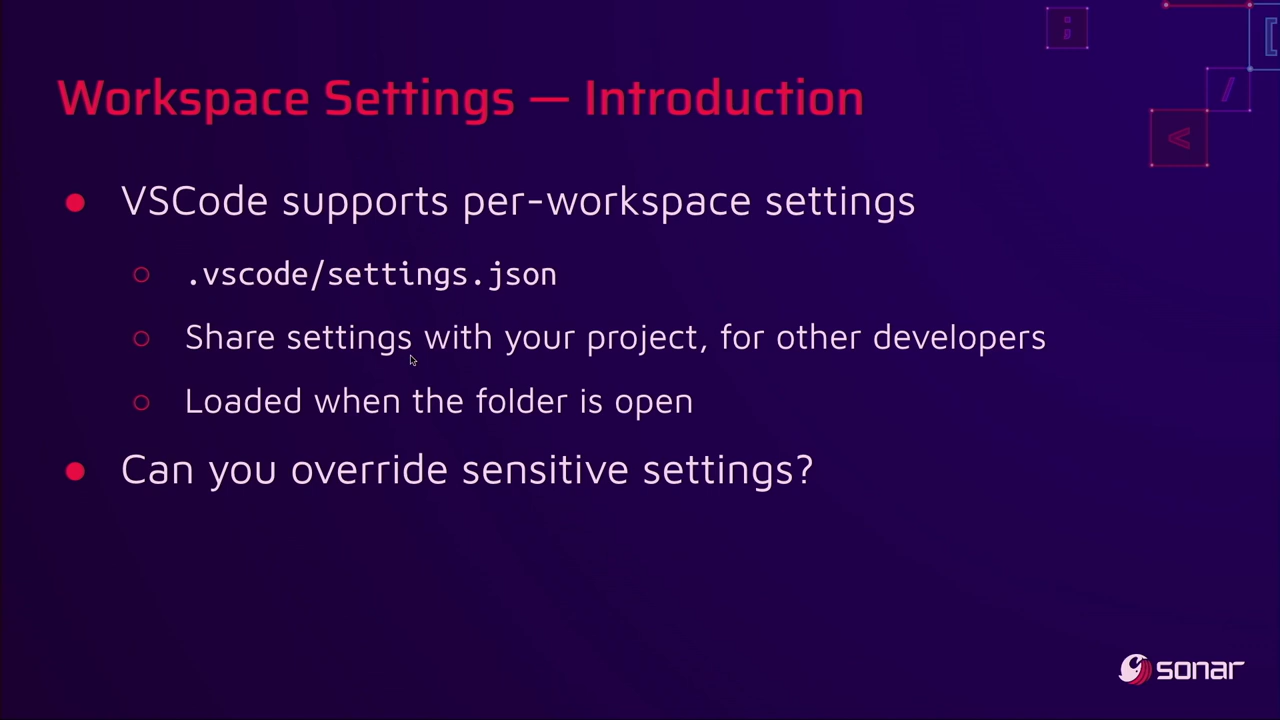 ;
[
/
<
Workspace Settings — Introduction
● VSCode supports per-workspace settings
○ .vscode/settings.json
○ Share settings with your project, for other developers
○ Loaded when the folder is open
● Can you override sensitive settings?
sonar